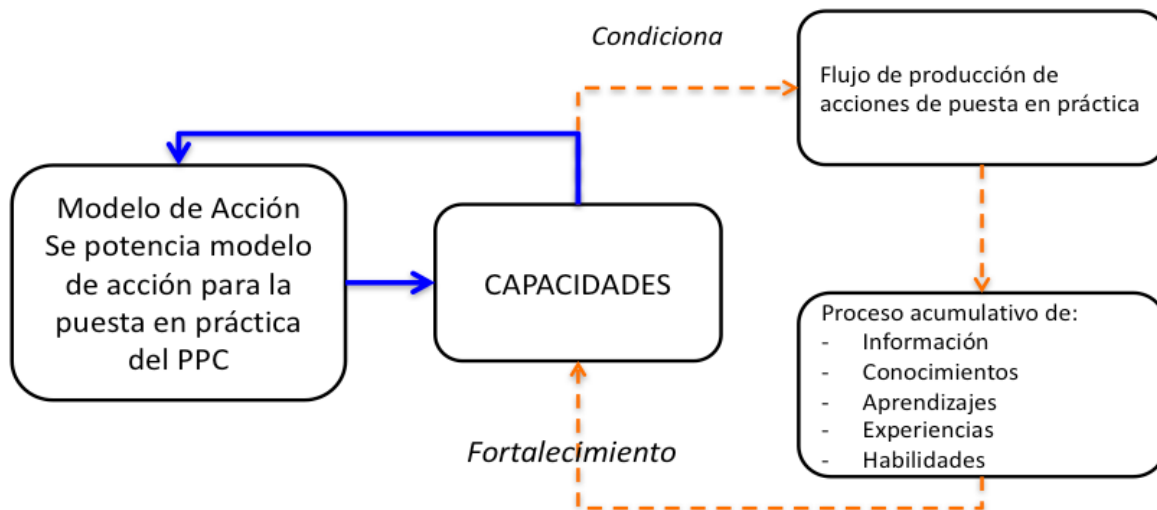 Condiciona
Flujo de producción de
acciones de puesta en práctica
Modelo de Acción
Se potencia modelo
de acción para la
puesta en práctica
del PPC
CAPACIDADES
Proceso acumulativo de:
- Información
- Conocimientos
- Aprendizajes
- Experiencias
- Habilidades
Fortalecimiento